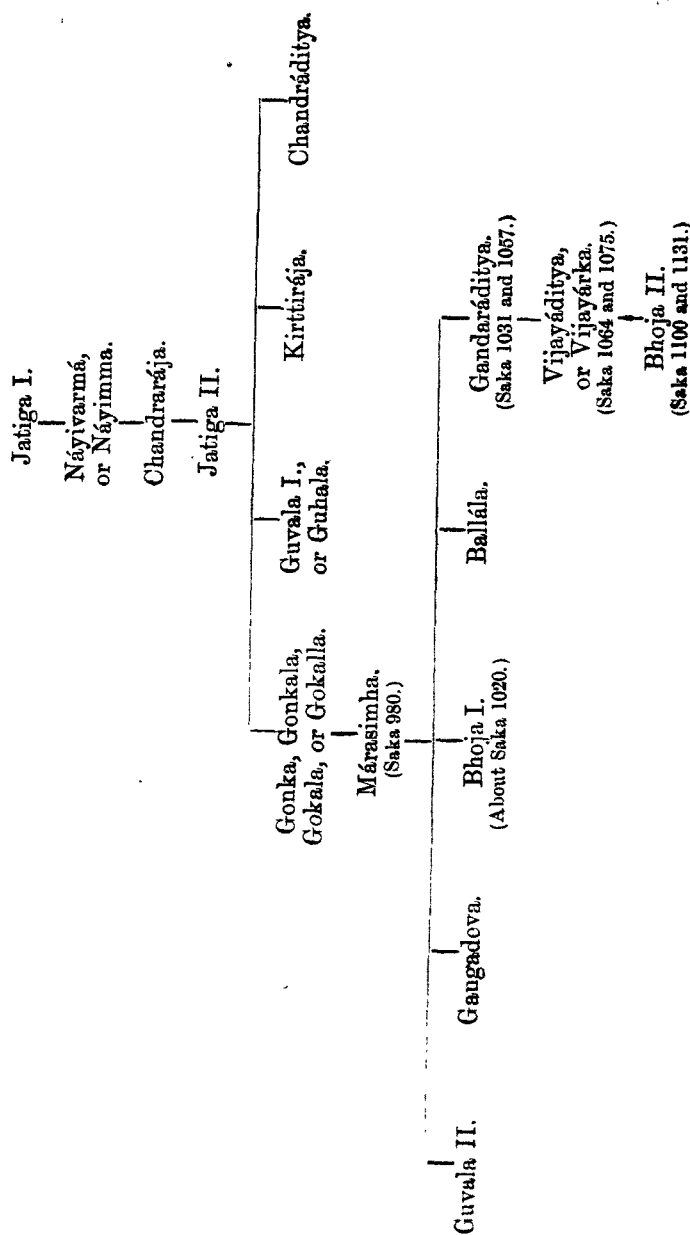 Jatiga I.
Náyivarmá,
or Náyimma.
Chandrarája.
Jatiga II.
Gonka, Gonkala,
Gokala, or Gokalla.
Guvala I.,
or Guhala.
Kirttirája.
Chandráditya.
Márasimha.
(Saka 980.)
Guvala II.
Gangadeva.
Bhoja I.
(About Saka 1020.)
Ballála.
Gandaráditya.
(Saka 1031 and 1057.)
Vijayáditya,
or Vijayárka.
(Saka 1064 and 1075.)
Bhoja II.
(Saka 1100 and 1131.)